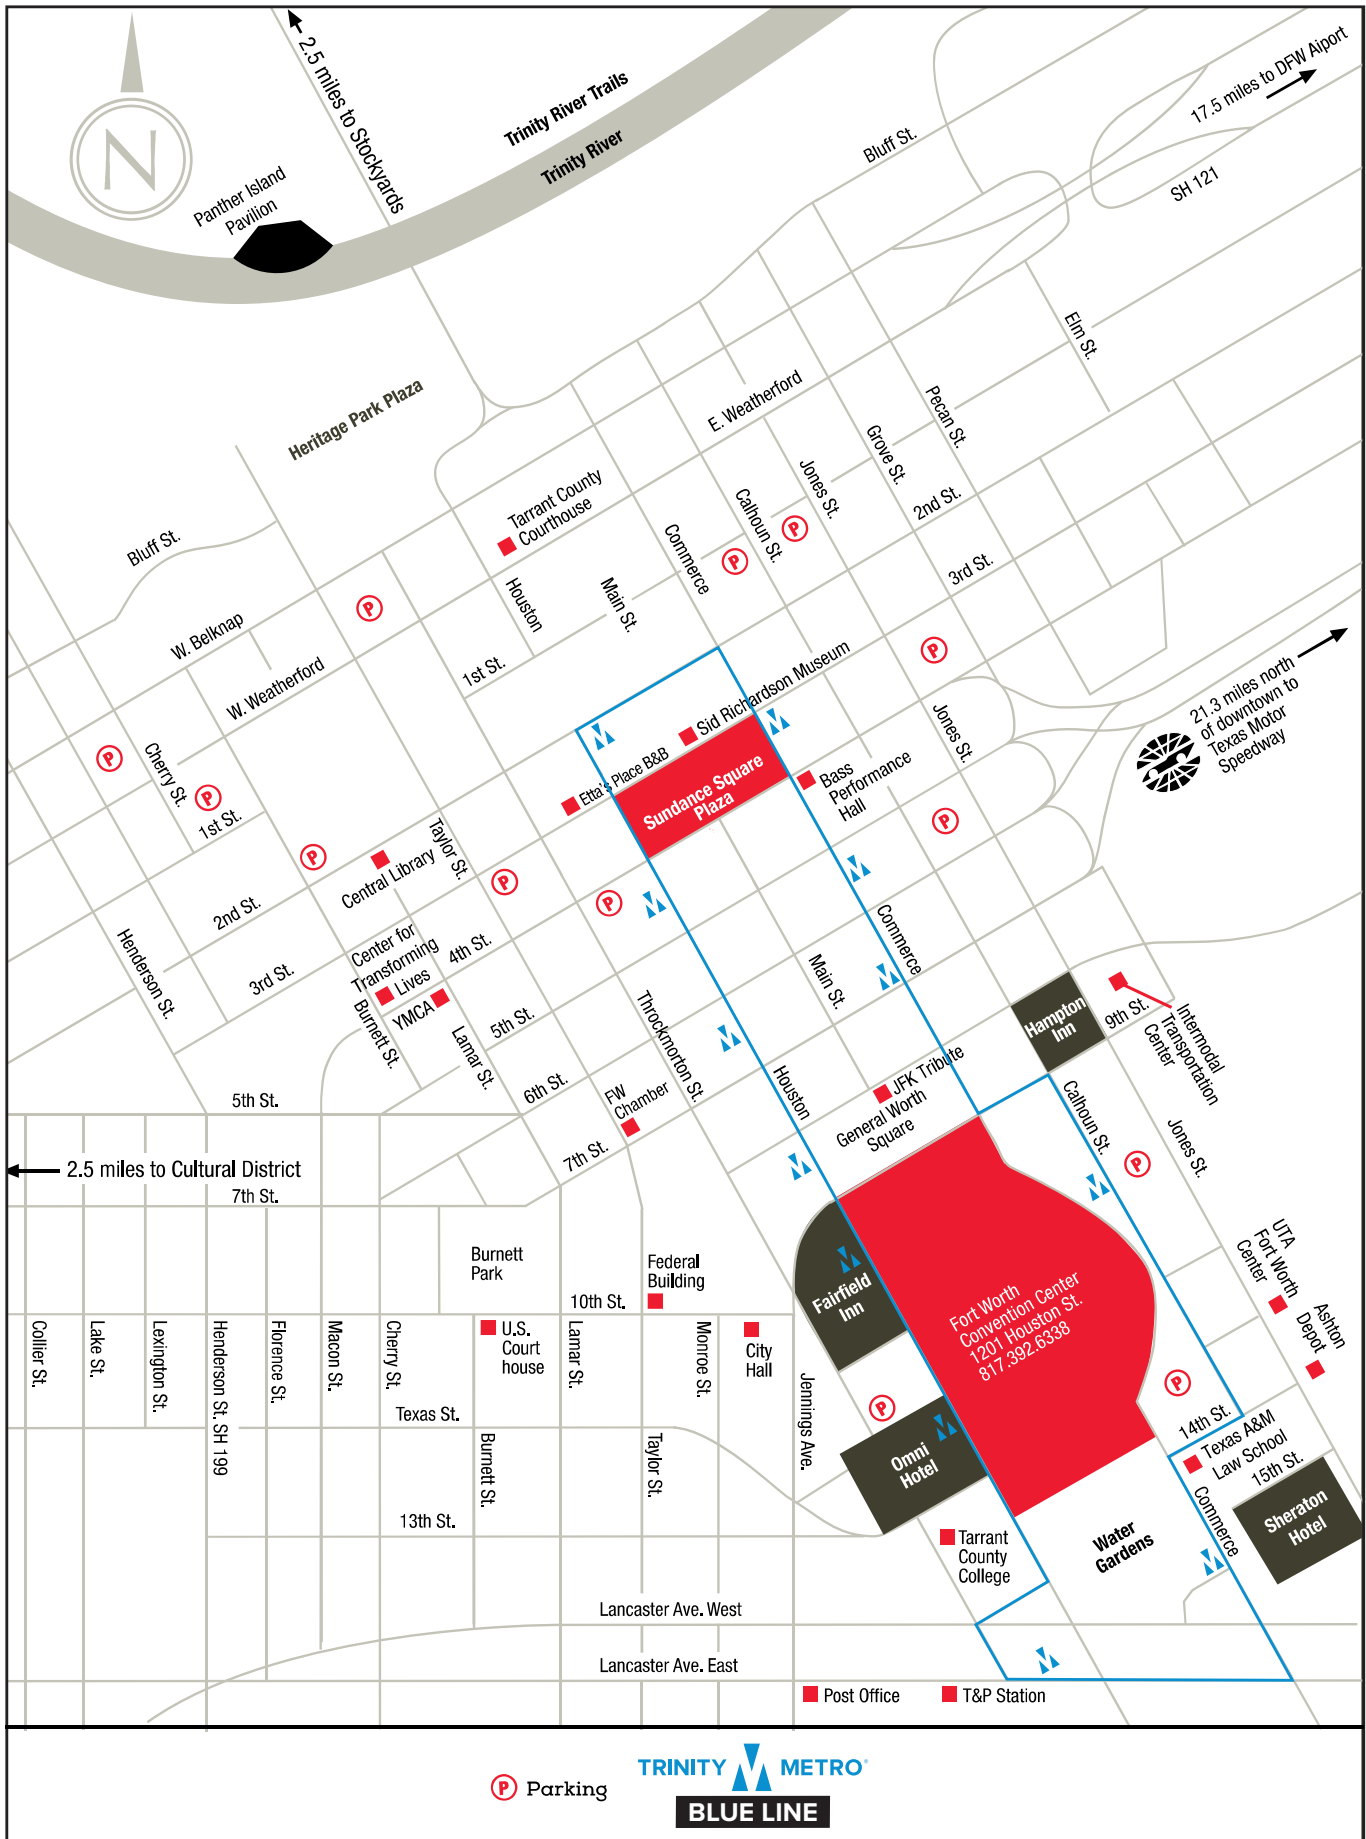 2.5 miles to Stockyards
Trinity River Trails
Trinity River
17.5 miles to DFW Aiport
Bluff St.
SH 121
N
Panther Island
Pavilion
Heritage Park Plaza
Elm St.
E. Weatherford
Pecan St.
Grove St.
Jones St.
Calhoun St.
2nd St.
Tarrant County
Courthouse
Commerce
3rd St.
Bluff St.
P
P
P
Houston
Main St.
W. Belknap
1st St.
W. Weatherford
P
Sid Richardson Museum
21.3 miles north
of downtown to
Texas Motor
Speedway
Jones St.
P
Cherry St.
P
1st St.
Etta's Place B&B
Sundance Square
Plaza
Bass
Performance
Hall
P
Taylor St.
P
Central Library
P
P
2nd St.
Henderson St.
3rd St.
Center for
Transforming
Lives
4th St.
YMCA
Burnett St.
Lamar St.
5th St.
Throckmorton St.
Main St.
Commerce
Hampton
Inn
9th St.
Intermodal
Transportation
Center
5th St.
6th St.
FW
Chamber
7th St.
Houston
JFK Tribute
General Worth
Square
Calhoun St.
P
Jones St.
2.5 miles to Cultural District
7th St.
Burnett
Park
Federal
Building
10th St.
Fairfield
Inn
Fort Worth
Convention Center
1201 Houston St.
817.392.6338
UTA
Fort Worth
Center
Ashton
Depot
Collier St.
Lake St.
Lexington St.
Henderson St. SH 199
Florence St.
Macon St.
Cherry St.
U.S.
Court
house
Lamar St.
Monroe St.
City
Hall
Jennings Ave.
P
P
Texas St.
Burnett St.
Taylor St.
Omni
Hotel
14th St.
Texas A&M
Law School
15th St.
Commerce
Sheraton
Hotel
13th St.
Tarrant
County
College
Water
Gardens
Lancaster Ave. West
Lancaster Ave. East
Post Office
T&P Station
P Parking
TRINITY METRO
BLUE LINE